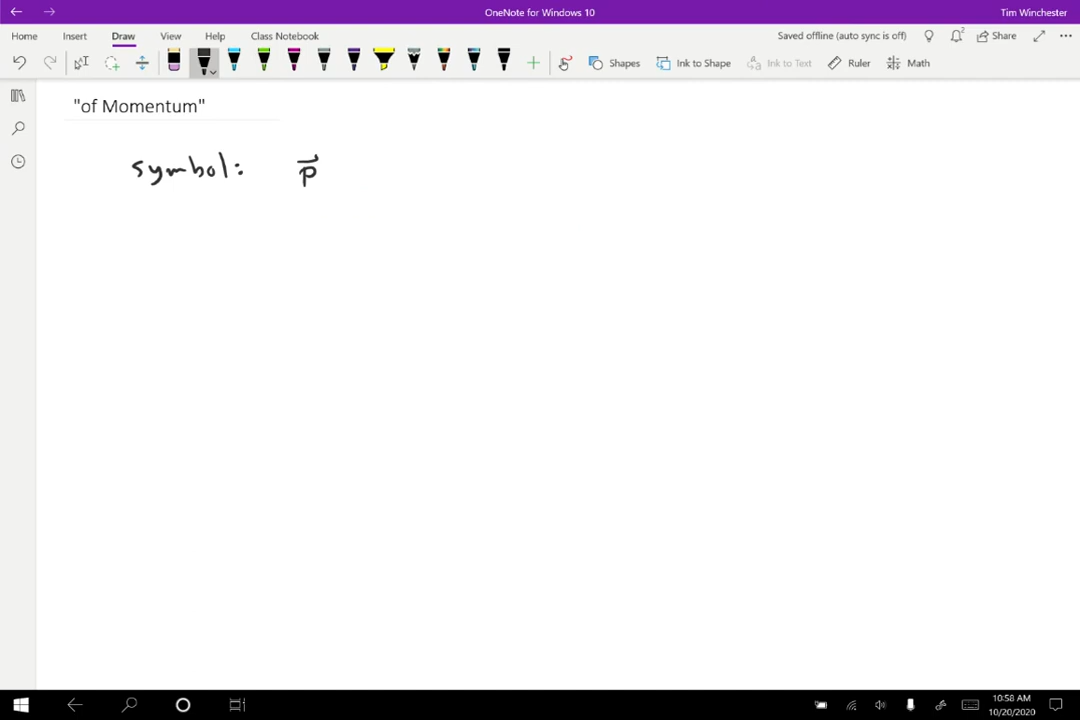 OneNote for Windows 10
Tim Winchester
Home Insert Draw View Help Class Notebook
Saved offline (auto sync is off) Share
Shapes Ink to Shape Ink to Text Ruler Math
"of Momentum"
symbol: p⃗
10:58 AM
10/20/2020